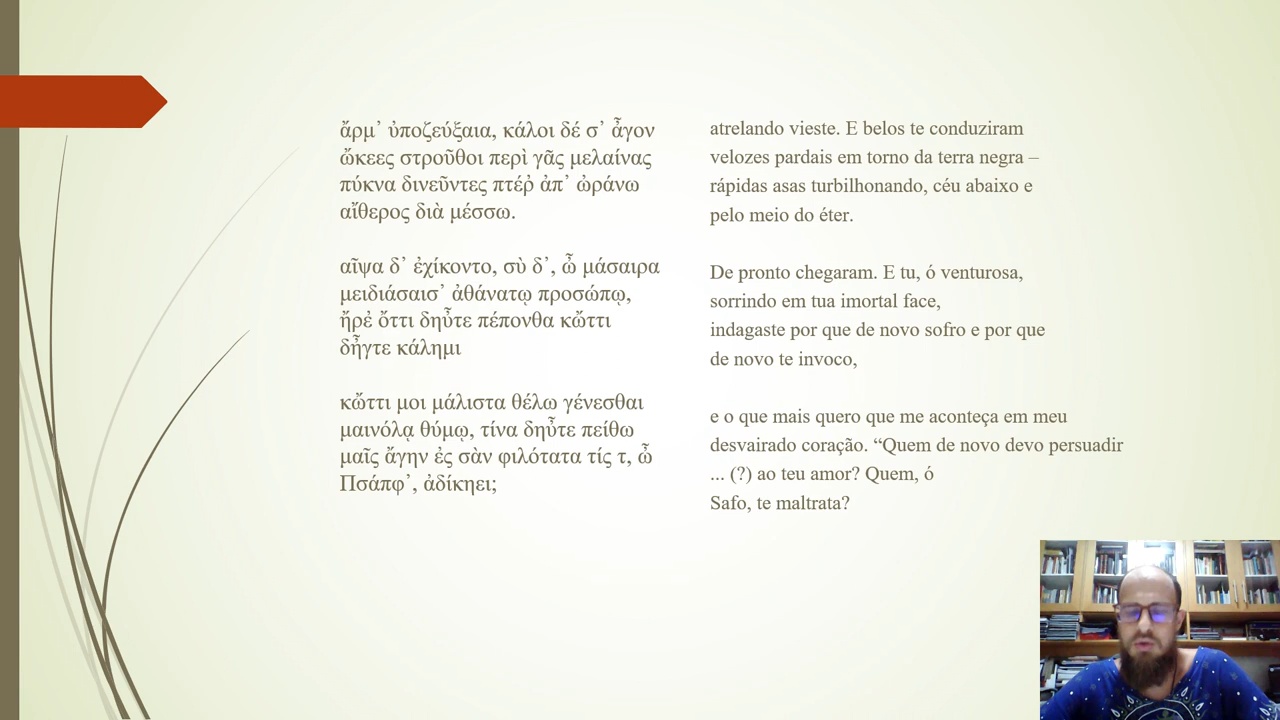 ἄρμ᾽ ὐποζεύξαια, κάλοι δέ σ᾽ ἆγον
ὤκεες στροῦθοι περὶ γᾶς μελαίνας
πύκνα δινεῦντες πτέῤ ἀπ᾽ ὠράνω
αἴθερος διὰ μέσσω.
αῖψα δ᾽ ἐχίκοντο, σὺ δ᾽, ὦ μάσαιρα
μειδιάσαισ᾽ ἀθάνατῳ προσώπῳ,
ἤρἐ ὄττι δηὖτε πέπονθα κὤττι
δἦγτε κάλημι
κὤττι μοι μάλιστα θέλω γένεσθαι
μαινόλᾳ θύμῳ, τίνα δηὖτε πείθω
μαῖς ἄγην ἐς σὰν φιλότατα τίς τ, ὦ
Πσάπφ᾽, ἀδίκηει;
atrelando vieste. E belos te conduziram
velozes pardais em torno da terra negra –
rápidas asas turbilhonando, céu abaixo e
pelo meio do éter.
De pronto chegaram. E tu, ó venturosa,
sorrindo em tua imortal face,
indagaste por que de novo sofro e por que
de novo te invoco,
e o que mais quero que me aconteça em meu
desvairado coração. “Quem de novo devo persuadir
... (?) ao teu amor? Quem, ó
Safo, te maltrata?